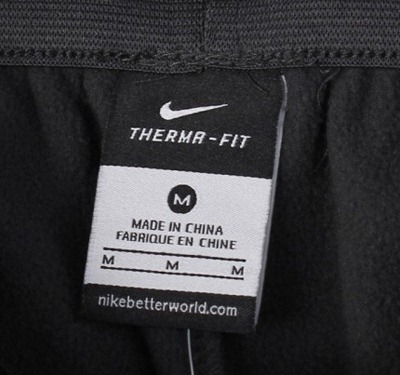 THERMA-FIT
M
MADE IN CHINA
FABRIQUE EN CHINE
M M M
nikebetterworld.com